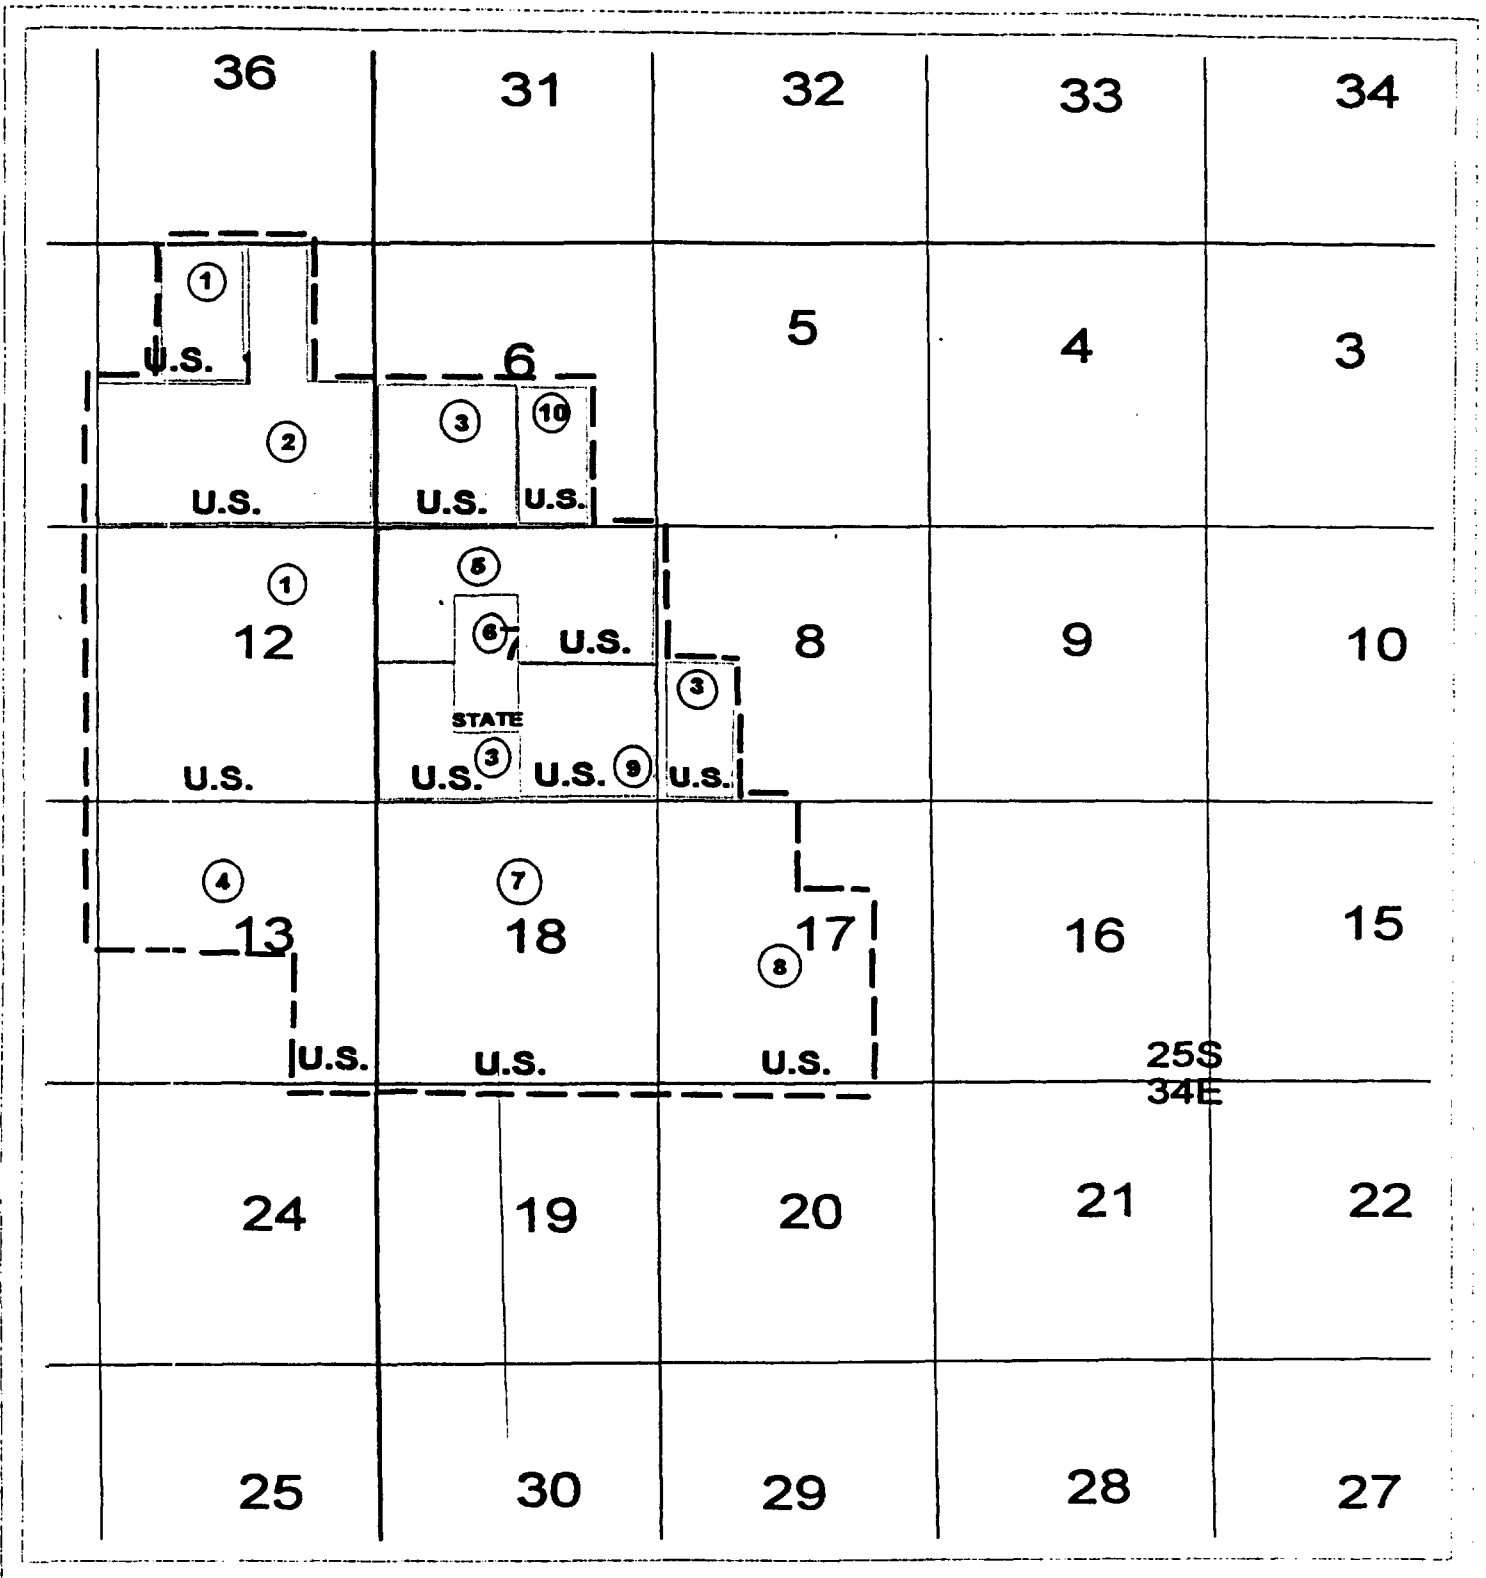 36 31 32 33 34
1
U.S.
6 5 4 3
2 3 10
U.S. U.S. U.S.
1 5
12 6 7 U.S. 8 9 10
3
STATE
U.S. U.S. 3 U.S. 9 U.S.
4 7
13 18 17 16 15
8
U.S. U.S. U.S. 25S
34E
24 19 20 21 22
25 30 29 28 27